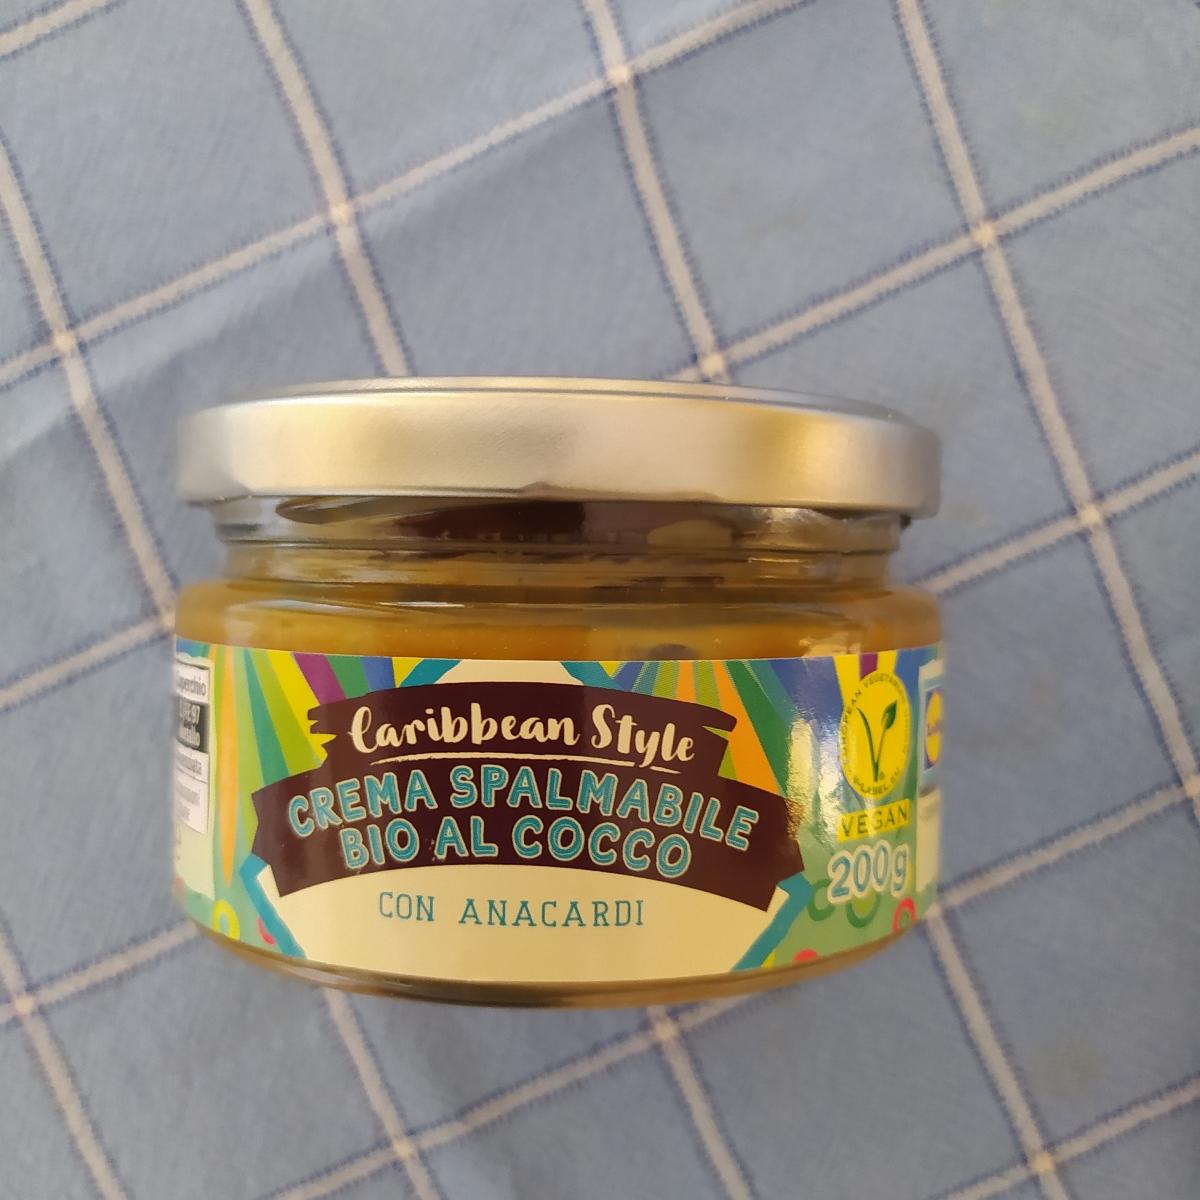 Caribbean Style
CREMA SPALMABILE
BIO AL COCCO
CON ANACARDI
VEGAN
200g